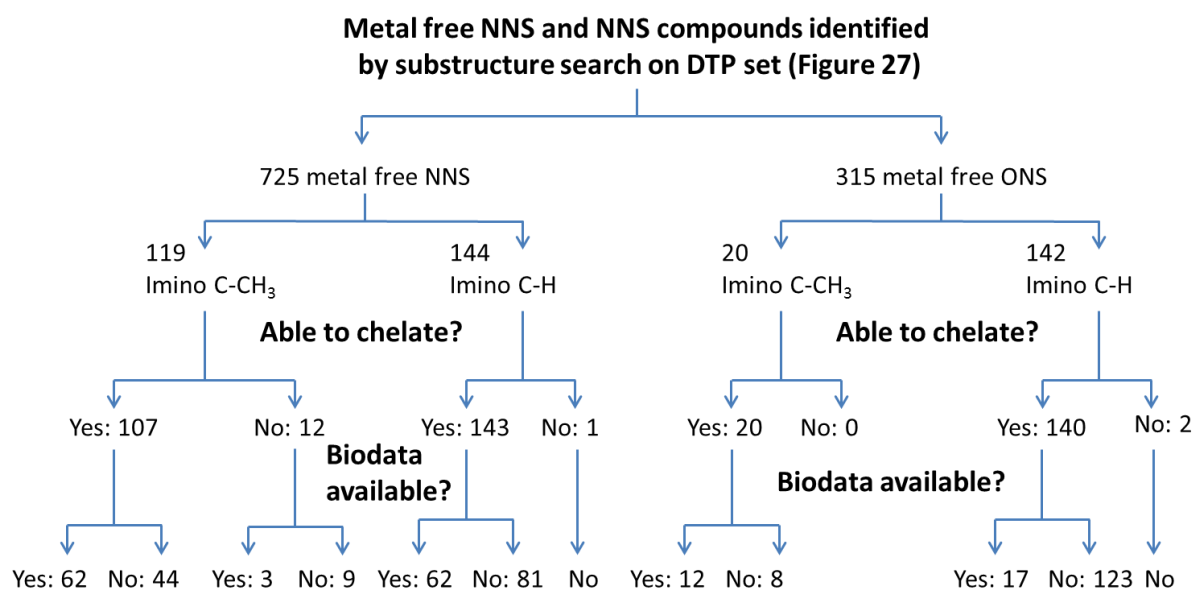 Metal free NNS and NNS compounds identified
by substructure search on DTP set (Figure 27)
725 metal free NNS
315 metal free ONS
119
Imino C-CH₃
144
Imino C-H
20
Imino C-CH₃
142
Imino C-H
Able to chelate?
Able to chelate?
Yes: 107
No: 12
Yes: 143
No: 1
Yes: 20
No: 0
Yes: 140
No: 2
Biodata
available?
Biodata available?
Yes: 62
No: 44
Yes: 3
No: 9
Yes: 62
No: 81
No
Yes: 12
No: 8
Yes: 17
No: 123
No